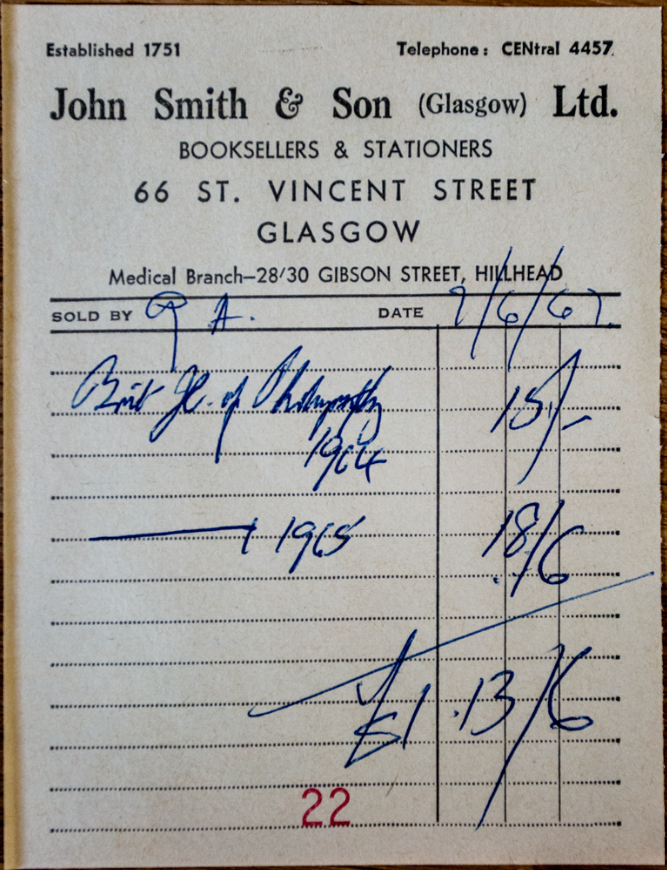 Established 1751 Telephone: CENtral 4457.
John Smith & Son (Glasgow) Ltd.
BOOKSELLERS & STATIONERS
66 ST. VINCENT STREET
GLASGOW
Medical Branch—28/30 GIBSON STREET, HILLHEAD
SOLD BY A. DATE 7/6/67.
Brit Jl. of Photography 15/-
1964
1965 18/6
£1.13/6
22